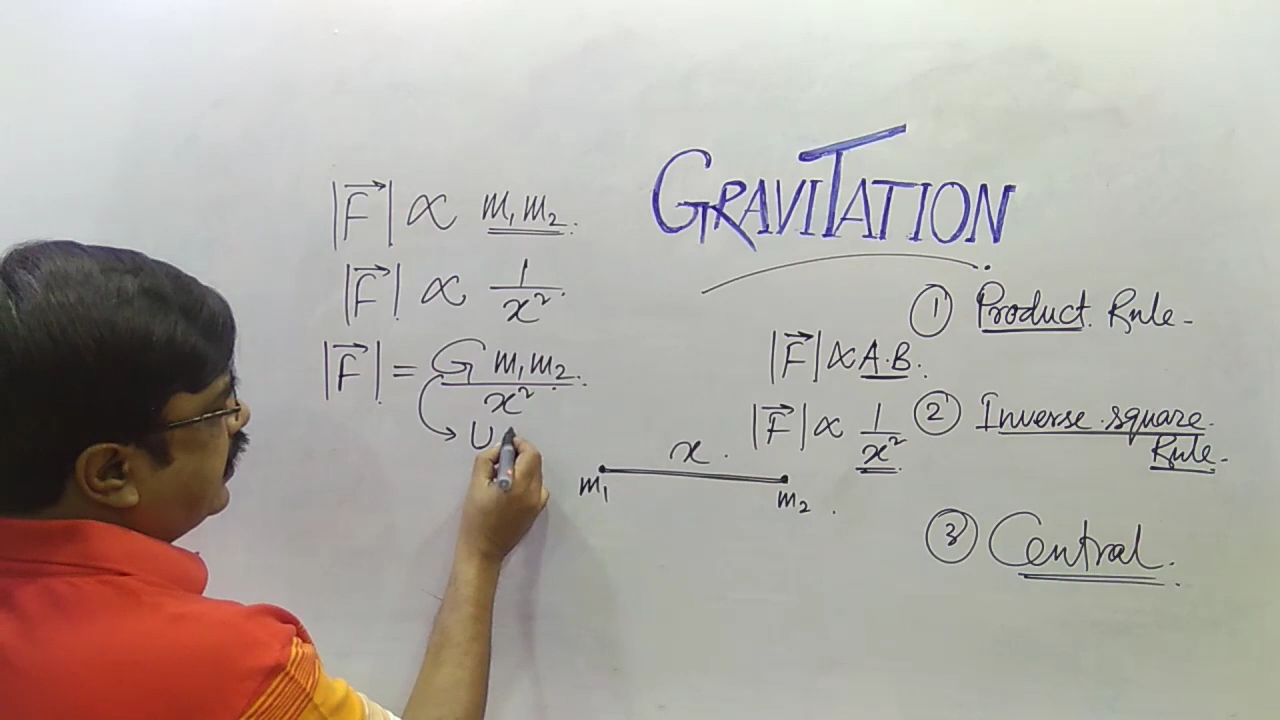 GRAVITATION
|F⃗| ∝ m₁m₂.
|F⃗| ∝ 1/x².
|F⃗| = G m₁m₂/x².
→ U
① Product Rule-
|F⃗| ∝ A·B.
② Inverse square
Rule-
|F⃗| ∝ 1/x².
③ Central.
x.
m₁ m₂.